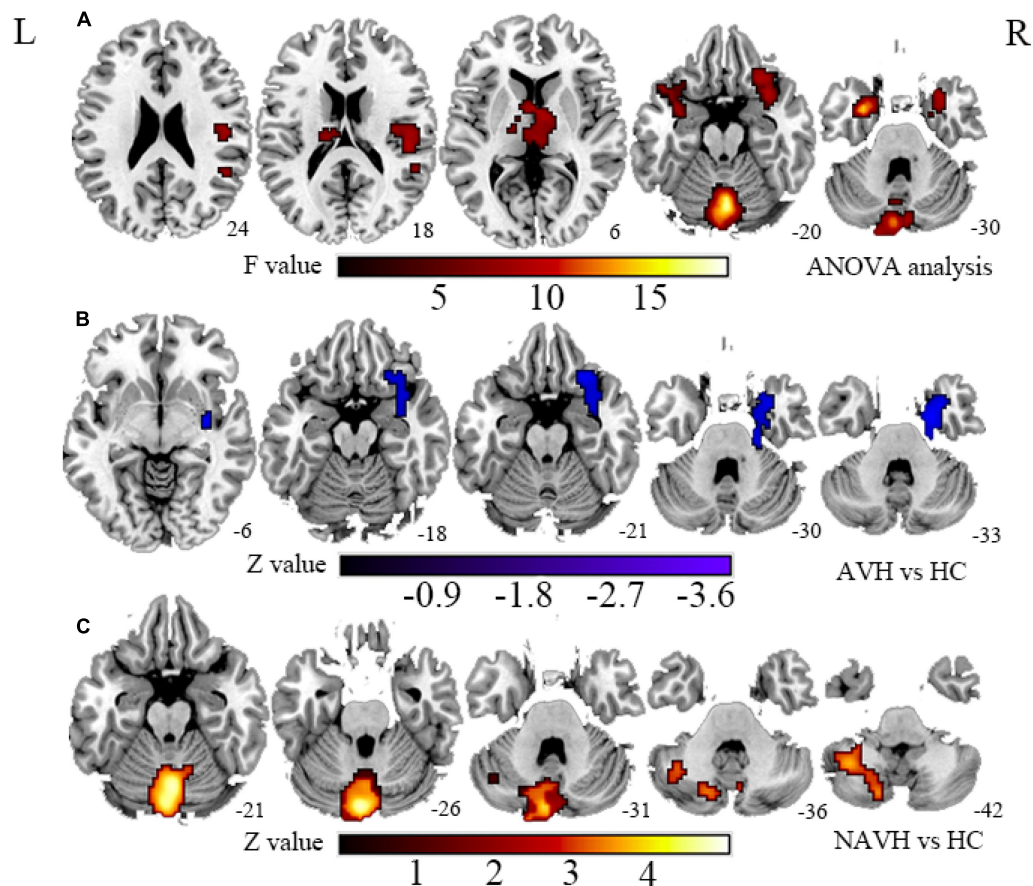 L
A
R
24
18
6
-20
-30
F value
5 10 15
ANOVA analysis
B
-6
-18
-21
-30
-33
Z value
-0.9 -1.8 -2.7 -3.6
AVH vs HC
C
-21
-26
-31
-36
-42
Z value
1 2 3 4
NAVH vs HC